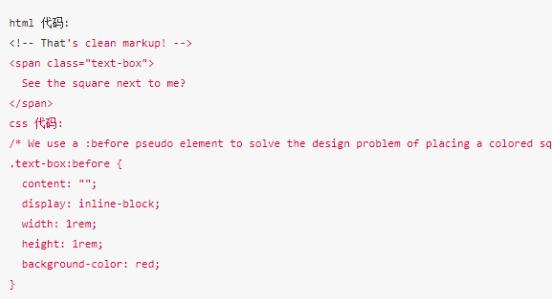 html 代码:
<!-- That's clean markup! -->
<span class="text-box">
  See the square next to me?
</span>
css 代码:
/* We use a :before pseudo element to solve the design problem of placing a colored sq
.text-box:before {
  content: "";
  display: inline-block;
  width: 1rem;
  height: 1rem;
  background-color: red;
}